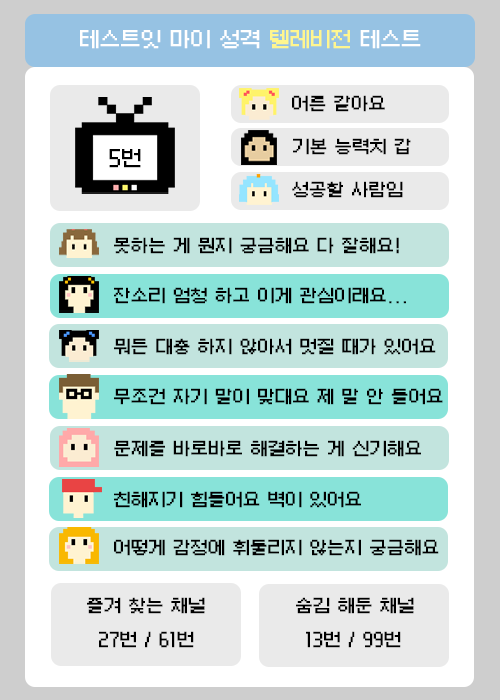 테스트잇 마이 성격 텔레비전 테스트
5번
어른 같아요
기본 능력치 갑
성공할 사람임
못하는 게 뭔지 궁금해요 다 잘해요!
잔소리 엄청 하고 이게 관심이래요...
뭐든 대충 하지 않아서 멋질 때가 있어요
무조건 자기 말이 맞대요 제 말 안 들어요
문제를 바로바로 해결하는 게 신기해요
친해지기 힘들어요 벽이 있어요
어떻게 감정에 휘둘리지 않는지 궁금해요
즐겨 찾는 채널
27번 / 61번
숨김 해둔 채널
13번 / 99번